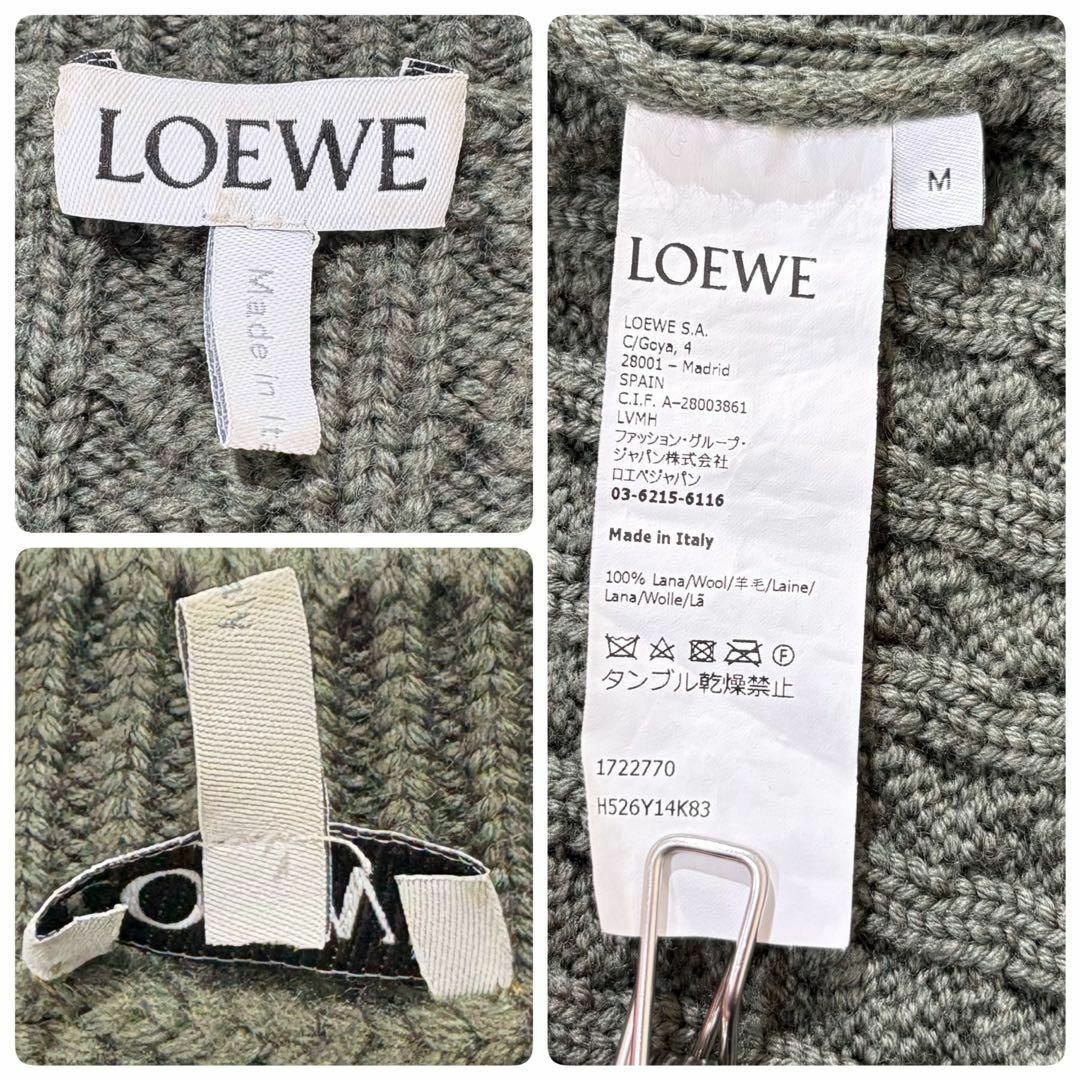 LOEWE
Made in Ita
LOEWE
LOEWE S.A.
C/Goya, 4
28001 – Madrid
SPAIN
C.I.F. A–28003861
LVMH
ファッション・グループ・
ジャパン株式会社
ロエベジャパン
03-6215-6116
Made in Italy
100% Lana/Wool/羊毛/Laine/
Lana/Wolle/Lã
F
タンブル乾燥禁止
1722770
H526Y14K83
M